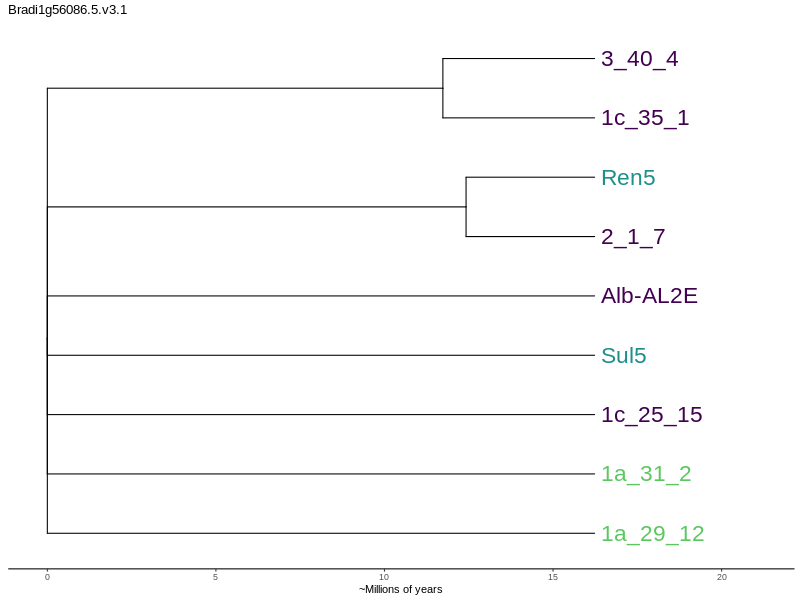 Bradi1g56086.5.v3.1
3_40_4
1c_35_1
Ren5
2_1_7
Alb-AL2E
Sul5
1c_25_15
1a_31_2
1a_29_12
0 5 10 15 20
~Millions of years